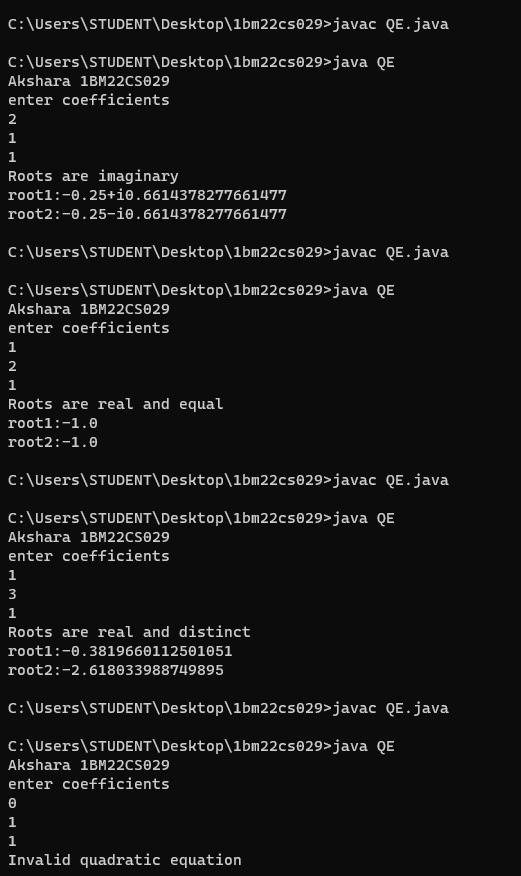 C:\Users\STUDENT\Desktop\1bm22cs029>javac QE.java
C:\Users\STUDENT\Desktop\1bm22cs029>java QE
Akshara 1BM22CS029
enter coefficients
2
1
1
Roots are imaginary
root1:-0.25+i0.6614378277661477
root2:-0.25-i0.6614378277661477
C:\Users\STUDENT\Desktop\1bm22cs029>javac QE.java
C:\Users\STUDENT\Desktop\1bm22cs029>java QE
Akshara 1BM22CS029
enter coefficients
1
2
1
Roots are real and equal
root1:-1.0
root2:-1.0
C:\Users\STUDENT\Desktop\1bm22cs029>javac QE.java
C:\Users\STUDENT\Desktop\1bm22cs029>java QE
Akshara 1BM22CS029
enter coefficients
1
3
1
Roots are real and distinct
root1:-0.3819660112501051
root2:-2.618033988749895
C:\Users\STUDENT\Desktop\1bm22cs029>javac QE.java
C:\Users\STUDENT\Desktop\1bm22cs029>java QE
Akshara 1BM22CS029
enter coefficients
0
1
1
Invalid quadratic equation